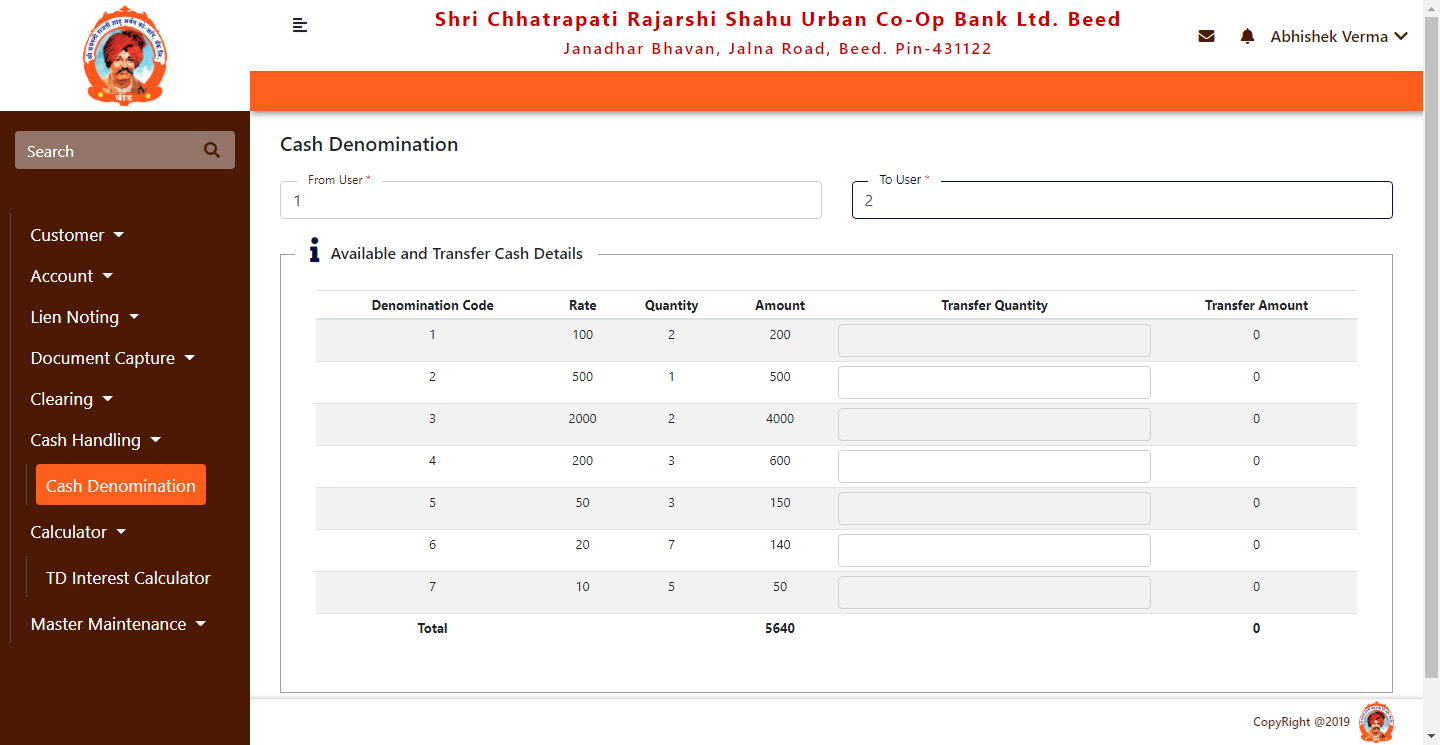 Shri Chhatrapati Rajarshi Shahu Urban Co-Op Bank Ltd. Beed
Janadhar Bhavan, Jalna Road, Beed. Pin-431122
Abhishek Verma
बीड
Search
Customer
Account
Lien Noting
Document Capture
Clearing
Cash Handling
Cash Denomination
Calculator
TD Interest Calculator
Master Maintenance
Cash Denomination
From User * To User *
1 2
Available and Transfer Cash Details
Denomination Code Rate Quantity Amount Transfer Quantity Transfer Amount
1 100 2 200 0
2 500 1 500 0
3 2000 2 4000 0
4 200 3 600 0
5 50 3 150 0
6 20 7 140 0
7 10 5 50 0
Total 5640 0
CopyRight @2019